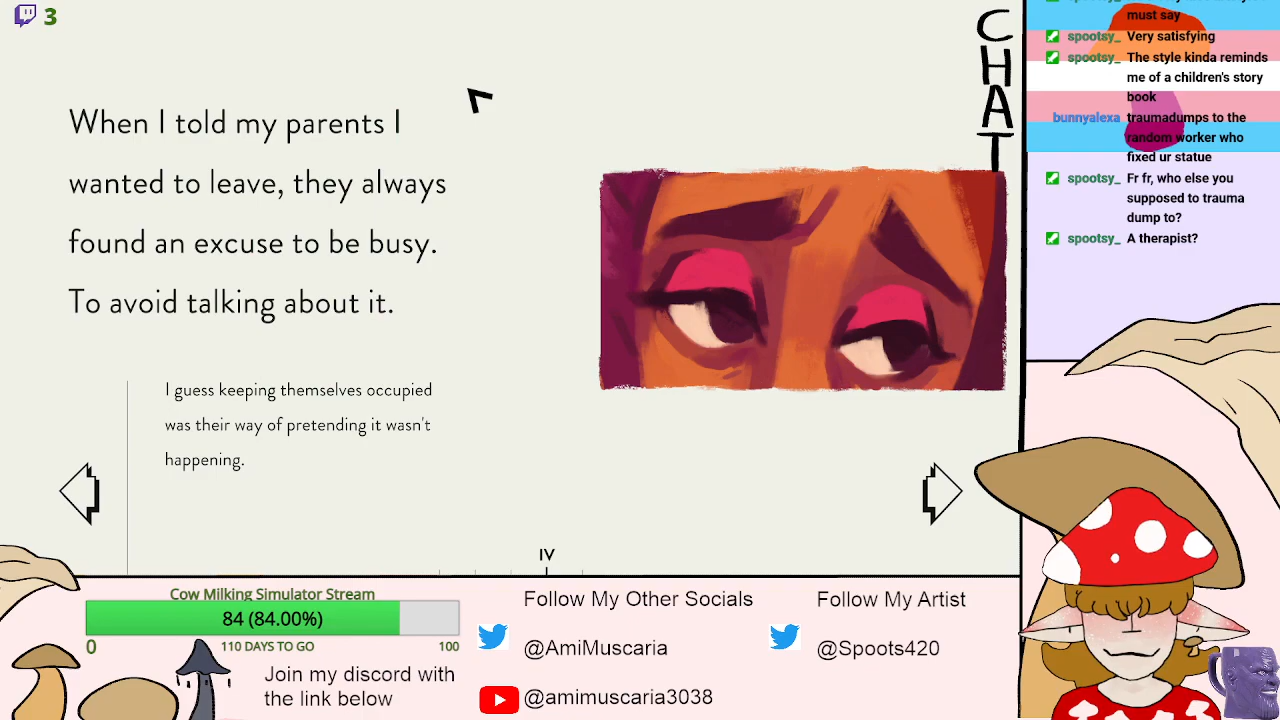 3
When I told my parents I
wanted to leave, they always
found an excuse to be busy.
To avoid talking about it.
I guess keeping themselves occupied
was their way of pretending it wasn't
happening.
IV
CHAT
must say
spootsy_ Very satisfying
spootsy_ The style kinda reminds
me of a children's story
book
bunnyalexa traumadumps to the
random worker who
fixed ur statue
spootsy_ Fr fr, who else you
supposed to trauma
dump to?
spootsy_ A therapist?
Cow Milking Simulator Stream
84 (84.00%)
0 110 DAYS TO GO 100
Join my discord with
the link below
Follow My Other Socials
@AmiMuscaria
@amimuscaria3038
Follow My Artist
@Spoots420